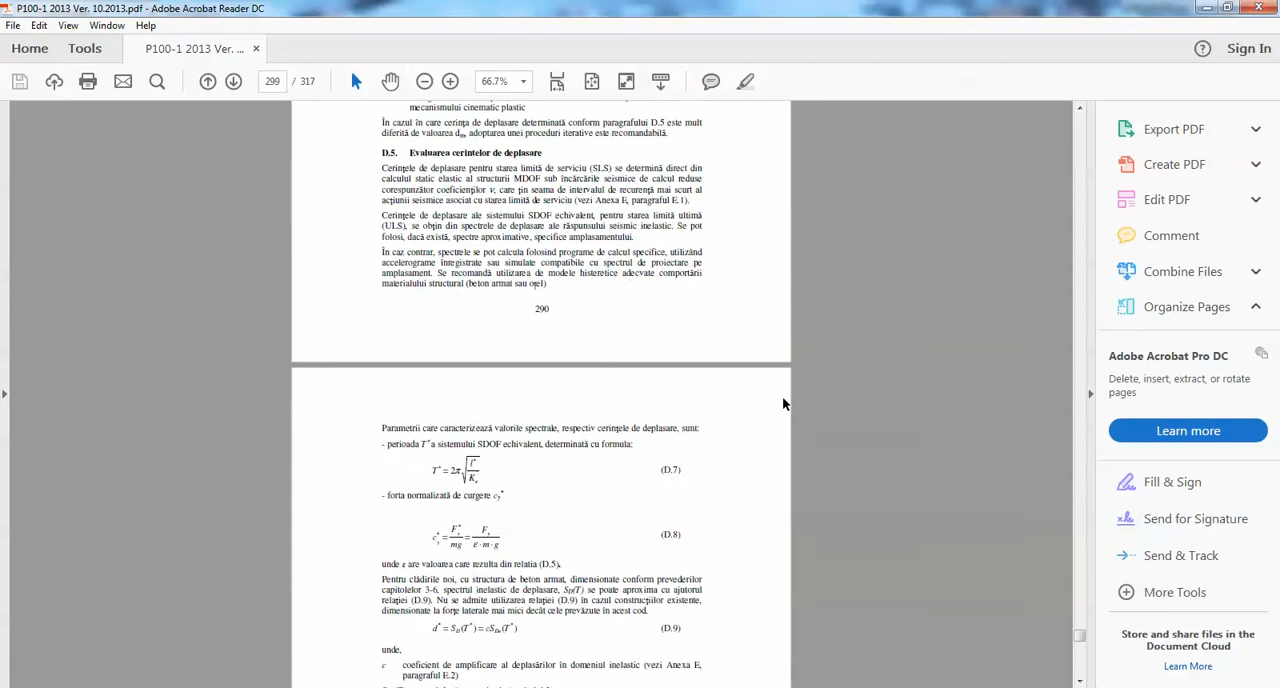 P100-1 2013 Ver. 10.2013.pdf - Adobe Acrobat Reader DC
File Edit View Window Help
Home Tools P100-1 2013 Ver. ... × Sign In
299 / 317 66.7%
mecanismului cinematic plastic
În cazul în care cerința de deplasare determinată conform paragrafului D.5 este mult
diferită de valoarea dm, adoptarea unei proceduri iterative este recomandabilă.
D.5. Evaluarea cerintelor de deplasare
Cerințele de deplasare pentru starea limită de serviciu (SLS) se determină direct din
calculul static elastic al structurii MDOF sub încărcările seismice de calcul reduse
corespunzător coeficienților ν, care țin seama de intervalul de recurență mai scurt al
acțiunii seismice asociat cu starea limită de serviciu (vezi Anexa E, paragraful E.1).
Cerințele de deplasare ale sistemului SDOF echivalent, pentru starea limită ultimă
(ULS), se obțin din spectrele de deplasare ale răspunsului seismic inelastic. Se pot
folosi, dacă există, spectre aproximative, specifice amplasamentului.
În caz contrar, spectrele se pot calcula folosind programe de calcul specifice, utilizând
accelerograme înregistrate sau simulate compatibile cu spectrul de proiectare pe
amplasament. Se recomandă utilizarea de modele histeretice adecvate comportării
materialului structural (beton armat sau oțel)
290
Parametrii care caracterizează valorile spectrale, respectiv cerințele de deplasare, sunt:
- perioada T* a sistemului SDOF echivalent, determinată cu formula:
(D.7)
- forta normalizată de curgere cy*
cy* = Fy*/mg = Fy/ε·m·g (D.8)
unde ε are valoarea care rezulta din relatia (D.5).
Pentru clădirile noi, cu structura de beton armat, dimensionate conform prevederilor
capitolelor 3-6, spectrul inelastic de deplasare, SD(T) se poate aproxima cu ajutorul
relației (D.9). Nu se admite utilizarea relației (D.9) în cazul construcțiilor existente,
dimensionate la forțe laterale mai mici decât cele prevăzute în acest cod.
d* = SD(T*) = cSDe(T*) (D.9)
unde,
c coeficient de amplificare al deplasărilor în domeniul inelastic (vezi Anexa E,
paragraful E.2)
Export PDF
Create PDF
Edit PDF
Comment
Combine Files
Organize Pages
Adobe Acrobat Pro DC
Delete, insert, extract, or rotate
pages
Learn more
Fill & Sign
Send for Signature
Send & Track
More Tools
Store and share files in the
Document Cloud
Learn More